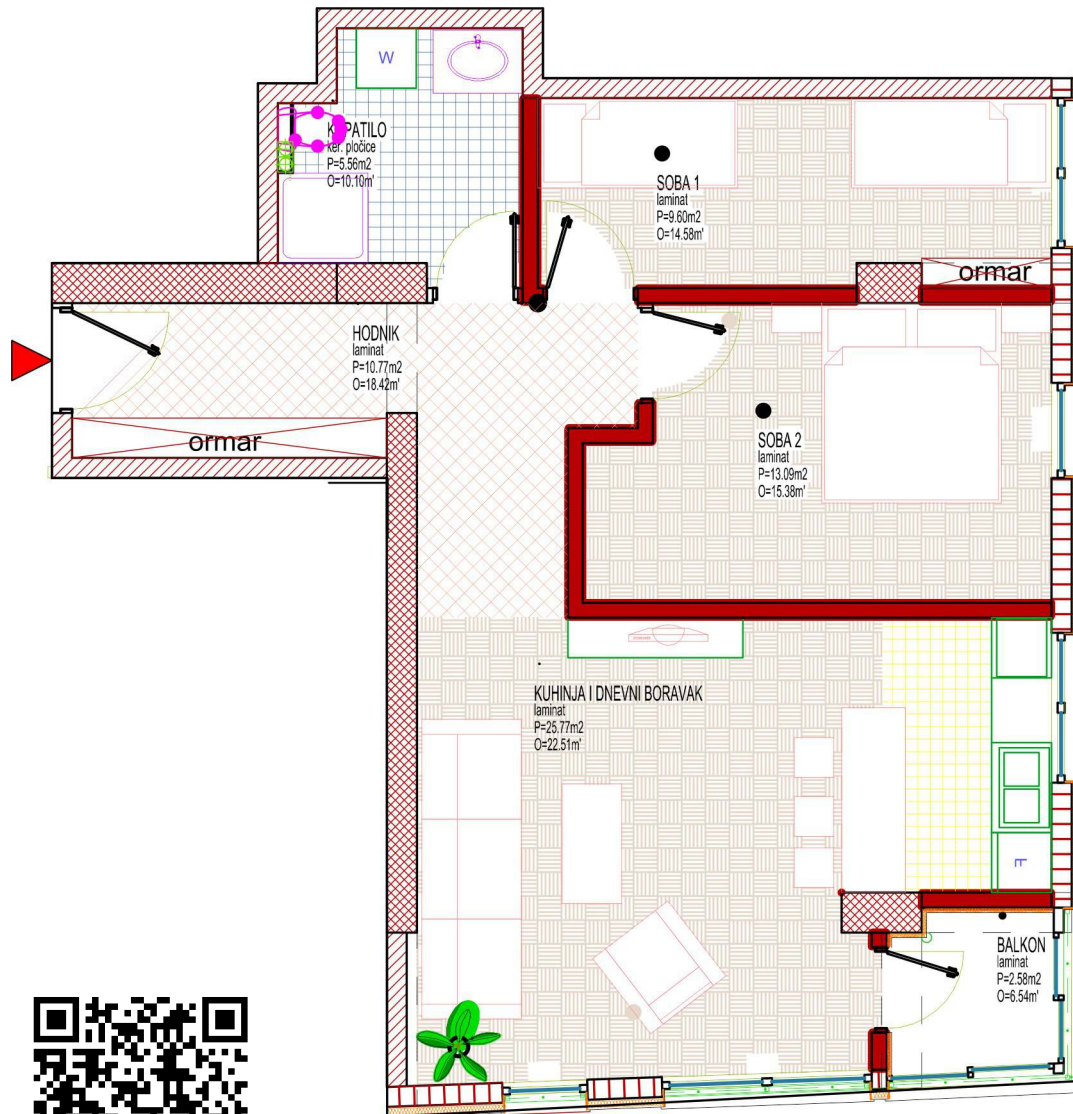 W
KUPATILO
ker. pločice
P=5.56m2
O=10.10m'
SOBA 1
laminat
P=9.60m2
O=14.58m'
ormar
HODNIK
laminat
P=10.77m2
O=18.42m'
ormar
SOBA 2
laminat
P=13.09m2
O=15.38m'
KUHINJA I DNEVNI BORAVAK
laminat
P=25.77m2
O=22.51m'
F
BALKON
laminat
P=2.58m2
O=6.54m'